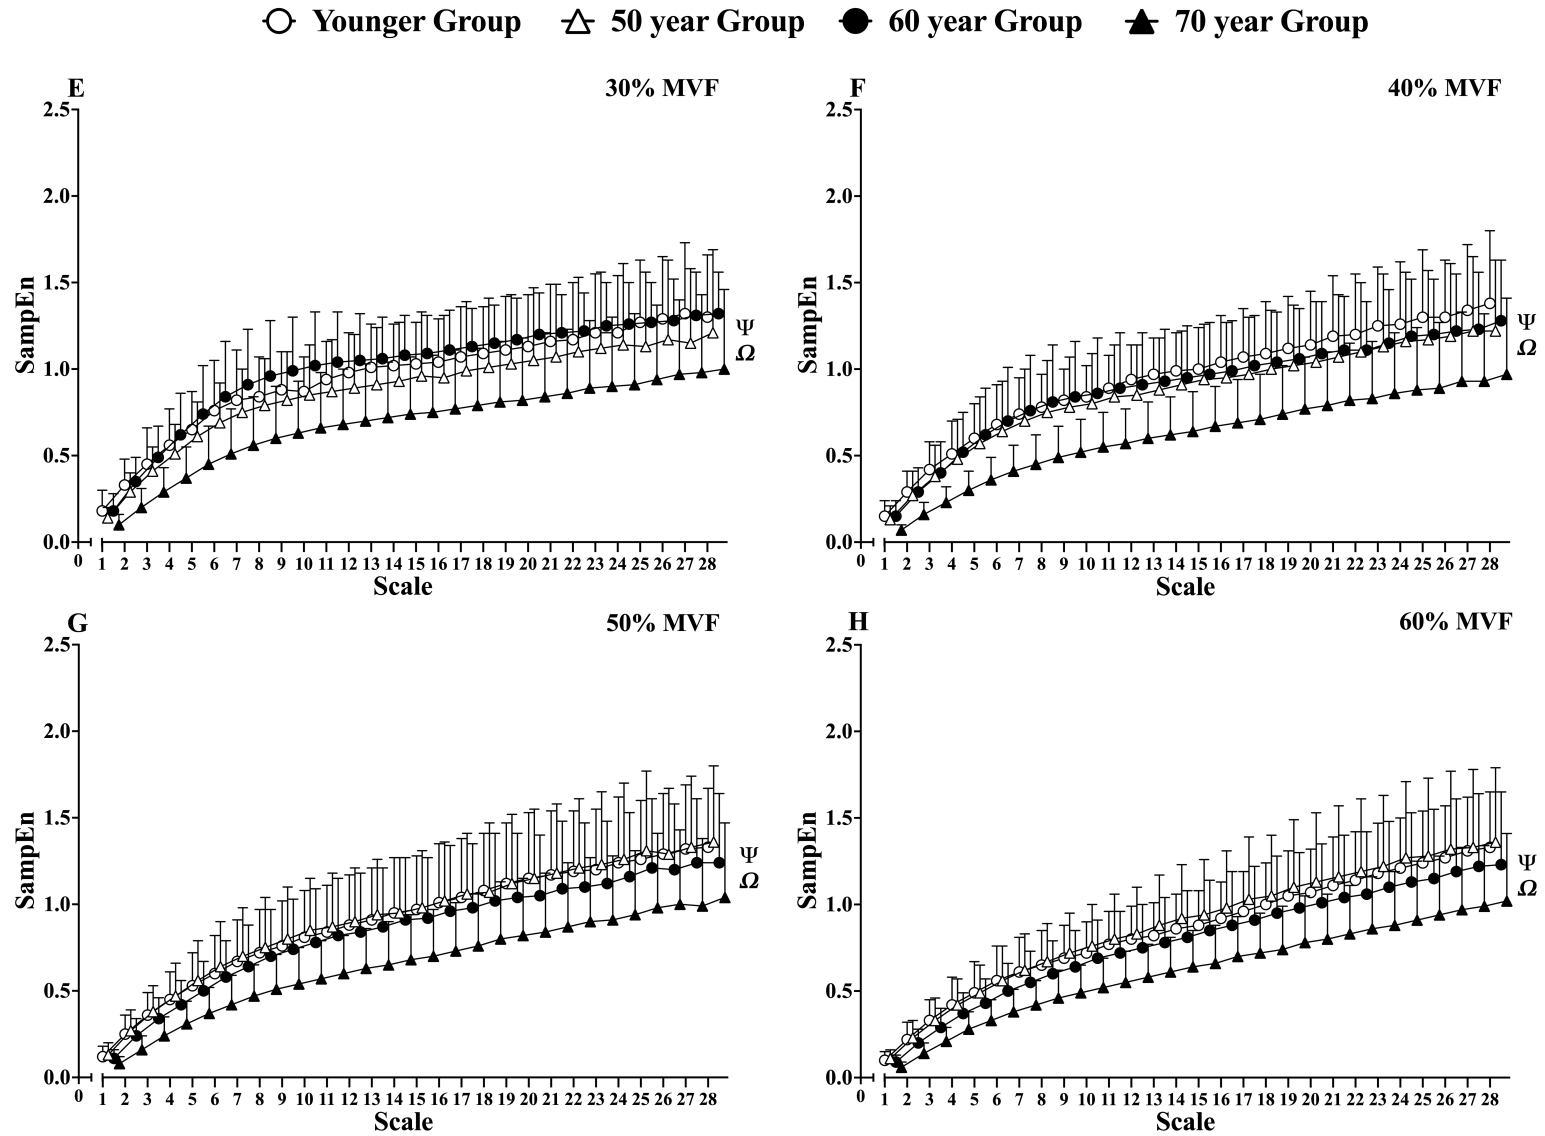 Younger Group 50 year Group 60 year Group 70 year Group
E 30% MVF
2.5
2.0
1.5
1.0
0.5
0.0
SampEn
Ψ
Ω
0 1 2 3 4 5 6 7 8 9 10 11 12 13 14 15 16 17 18 19 20 21 22 23 24 25 26 27 28
Scale
F 40% MVF
2.5
2.0
1.5
1.0
0.5
0.0
SampEn
Ψ
Ω
0 1 2 3 4 5 6 7 8 9 10 11 12 13 14 15 16 17 18 19 20 21 22 23 24 25 26 27 28
Scale
G 50% MVF
2.5
2.0
1.5
1.0
0.5
0.0
SampEn
Ψ
Ω
0 1 2 3 4 5 6 7 8 9 10 11 12 13 14 15 16 17 18 19 20 21 22 23 24 25 26 27 28
Scale
H 60% MVF
2.5
2.0
1.5
1.0
0.5
0.0
SampEn
Ψ
Ω
0 1 2 3 4 5 6 7 8 9 10 11 12 13 14 15 16 17 18 19 20 21 22 23 24 25 26 27 28
Scale